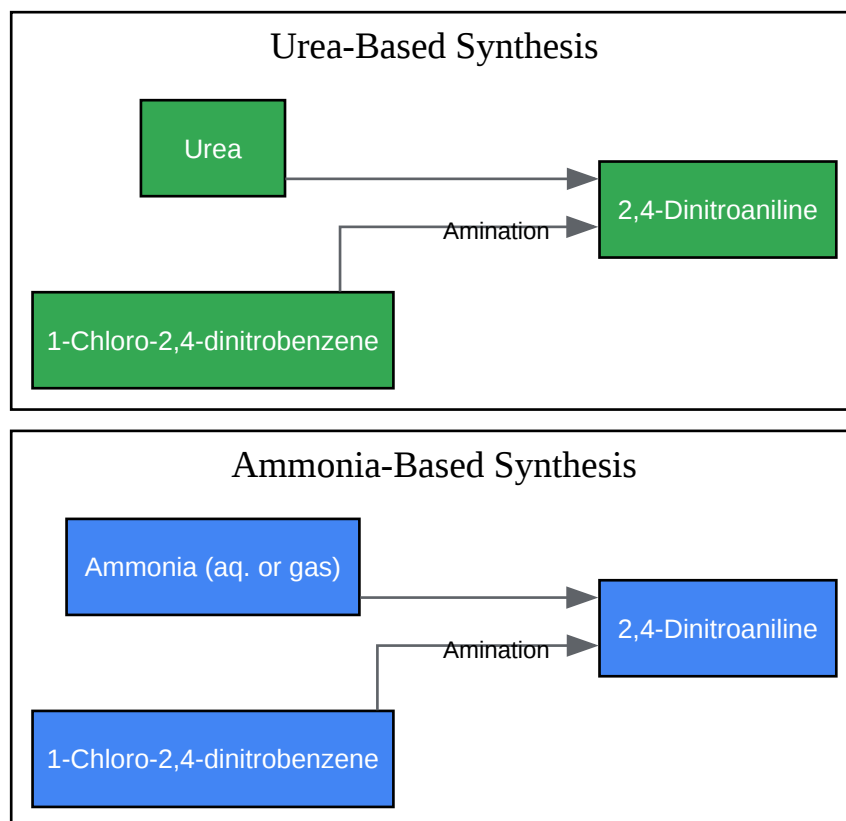 Urea-Based Synthesis
Urea
2,4-Dinitroaniline
Amination
1-Chloro-2,4-dinitrobenzene
Ammonia-Based Synthesis
Ammonia (aq. or gas)
2,4-Dinitroaniline
Amination
1-Chloro-2,4-dinitrobenzene